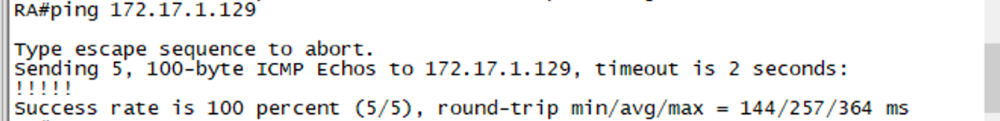 RA#ping 172.17.1.129
Type escape sequence to abort.
Sending 5, 100-byte ICMP Echos to 172.17.1.129, timeout is 2 seconds:
!!!!!
Success rate is 100 percent (5/5), round-trip min/avg/max = 144/257/364 ms